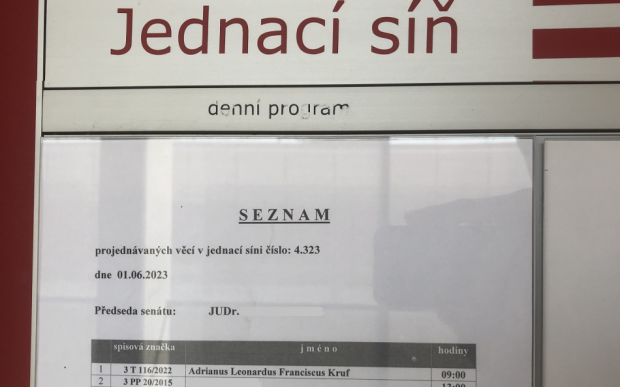 Jednací síň
denní program
SEZNAM
projednávaných věcí v jednací síni číslo: 4.323
dne 01.06.2023
Předseda senátu: JUDr.
spisová značka jméno hodiny
1 3 T 116/2022 Adrianus Leonardus Franciscus Kruf 09:00
2 3 PP 20/2015